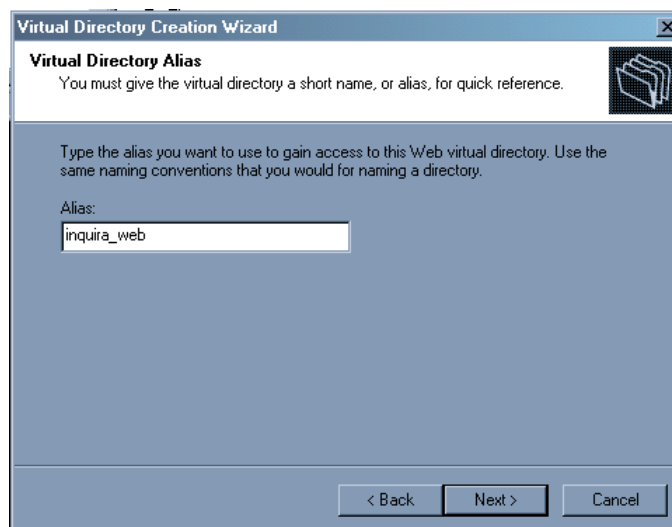 Virtual Directory Creation Wizard
Virtual Directory Alias
You must give the virtual directory a short name, or alias, for quick reference.
Type the alias you want to use to gain access to this Web virtual directory. Use the
same naming conventions that you would for naming a directory.
Alias:
inquira_web
< Back
Next >
Cancel